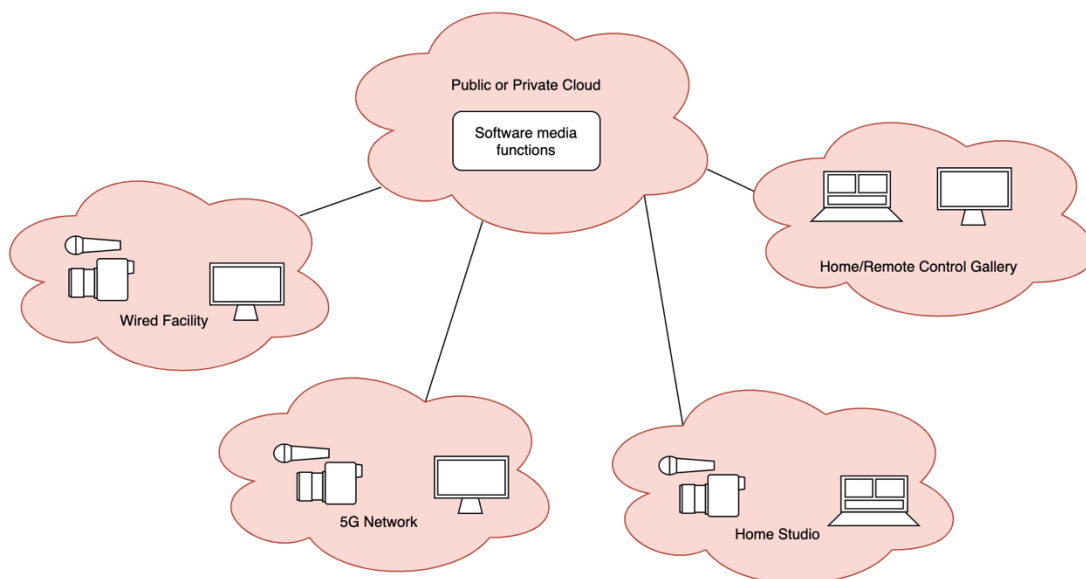 Public or Private Cloud
Software media
functions
Home/Remote Control Gallery
Wired Facility
5G Network
Home Studio